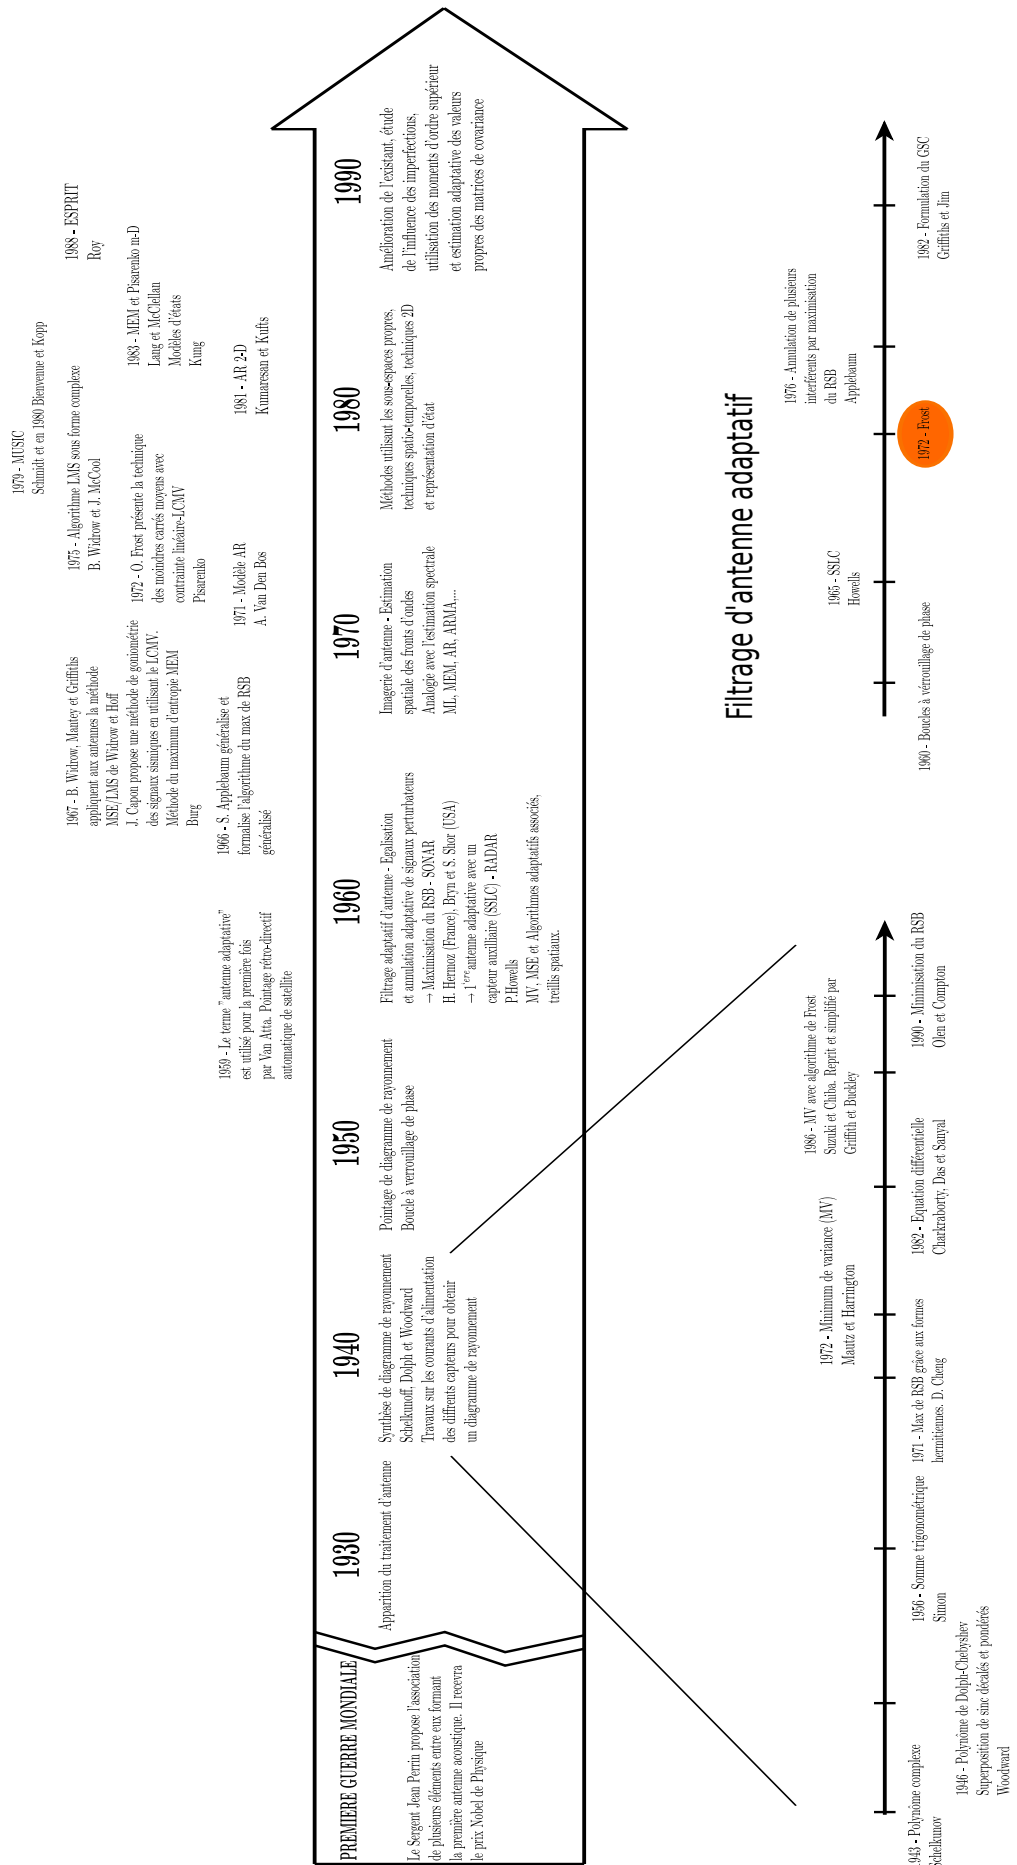 1979 - MUSIC
Schmidt et en 1980 Bienvenue et Kopp
1967 - B. Widrow, Mantey et Griffiths
appliquent aux antennes la méthode
MSE/LMS de Widrow et Hoff
J. Capon propose une méthode de goniométrie
des signaux sismiques en utilisant le LCMV.
Méthode du maximum d'entropie MEM
Burg
1975 - Algorithme LMS sous forme complexe
B. Widrow et J. McCool
1988 - ESPRIT
Roy
1972 - O. Frost présente la technique
des moindres carrés moyens avec
contrainte linéaire-LCMV
Pisarenko
1983 - MEM et Pisarenko m-D
Lang et McClellan
Modèles d'états
Kung
1959 - Le terme " antenne adaptative"
est utilisé pour la première fois
par Van Atta. Pointage rétro-directif
automatique de satellite
1966 - S. Applebaum généralise et
formalise l'algorithme du max de RSB
généralisé
1971 - Modèle AR
A. Van Den Bos
1981 - AR 2-D
Kumaresan et Kufts
PREMIERE GUERRE MONDIALE
Le Sergent Jean Perrin propose l'association
de plusieurs éléments entre eux formant
la première antenne acoustique. Il recevra
le prix Nobel de Physique
1930
Apparition du traitement d'antenne
1940
Synthèse de diagramme de rayonnement
Schelkunoff, Dolph et Woodward
Travaux sur les courants d'alimentation
des diffrents capteurs pour obtenir
un diagramme de rayonnement
1950
Pointage de diagramme de rayonnement
Boucle à verrouillage de phase
1960
Filtrage adaptatif d'antenne - Egalisation
et annulation adaptative de signaux perturbateurs
→ Maximisation du RSB - SONAR
H. Hermoz (France), Bryn et S. Shor (USA)
→ 1ere antenne adaptative avec un
capteur auxilliaire (SSLC) - RADAR
P.Howells
MV, MSE et Algorithmes adaptatifs associés,
treillis spatiaux.
1970
Imagerie d'antenne - Estimation
spatiale des fronts d'ondes
Analogie avec l'estimation spectrale
ML, MEM, AR, ARMA,...
1980
Méthodes utilisant les sous-espaces propres,
techniques spatio-temporelles, techniques 2D
et représentation d'état
1990
Amélioration de l'existant, étude
de l'influence des imperfections,
utilisation des moments d'ordre supérieur
et estimation adaptative des valeurs
propres des matrices de covariance
Filtrage d'antenne adaptatif
1960 - Boucles à vérrouillage de phase
1965 - SSLC
Howells
1972 - Frost
1976 - Annulation de plusieurs
interférents par maximisation
du RSB
Applebaum
1982 - Formulation du GSC
Griffiths et Jim
1943 - Polynôme complexe
Schelkunov
1946 - Polynôme de Dolph-Chebyshev
Superposition de sinc décalés et pondérés
Woodward
1956 - Somme trigonométrique
Simon
1971 - Max de RSB grâce aux formes
hermitiennes. D. Cheng
1972 - Minimum de variance (MV)
Mautz et Harrington
1982 - Equation différentielle
Charkraborty, Das et Sanyal
1986 - MV avec algorithme de Frost
Suzuki et Chiba. Reprit et simplifié par
Griffith et Buckley
1990 - Minimisation du RSB
Olen et Compton